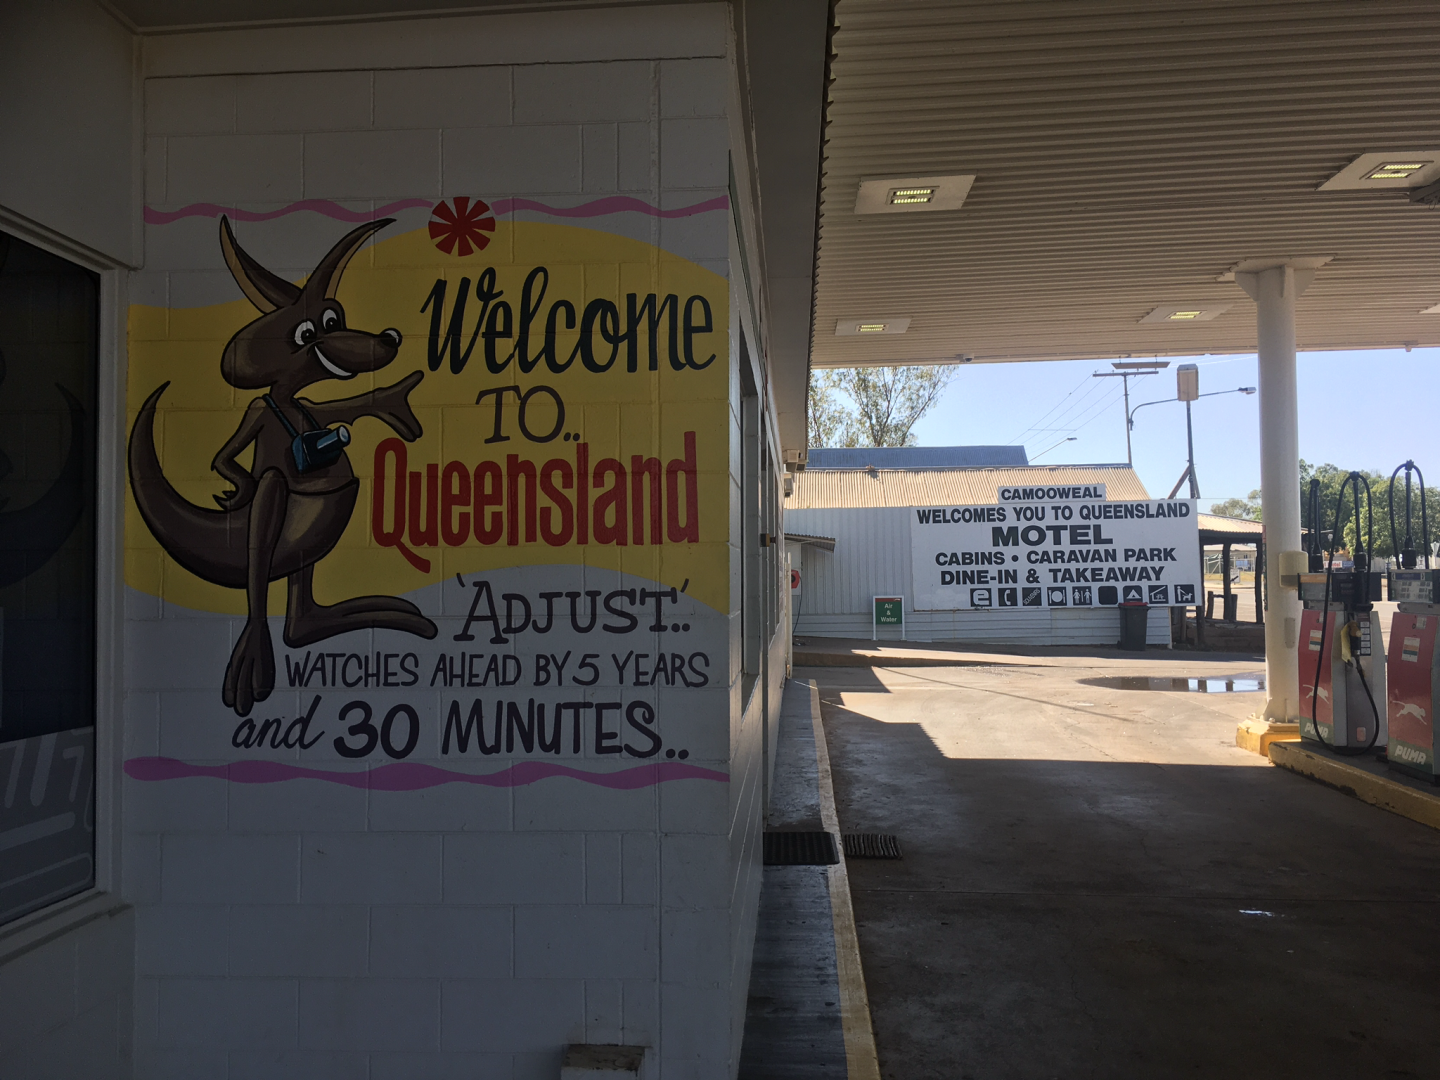 Welcome
TO..
Queensland
'ADJUST'..
WATCHES AHEAD BY 5 YEARS
and 30 MINUTES..
CAMOOWEAL
WELCOMES YOU TO QUEENSLAND
MOTEL
CABINS • CARAVAN PARK
DINE-IN & TAKEAWAY
Air
&
Water
PUMA